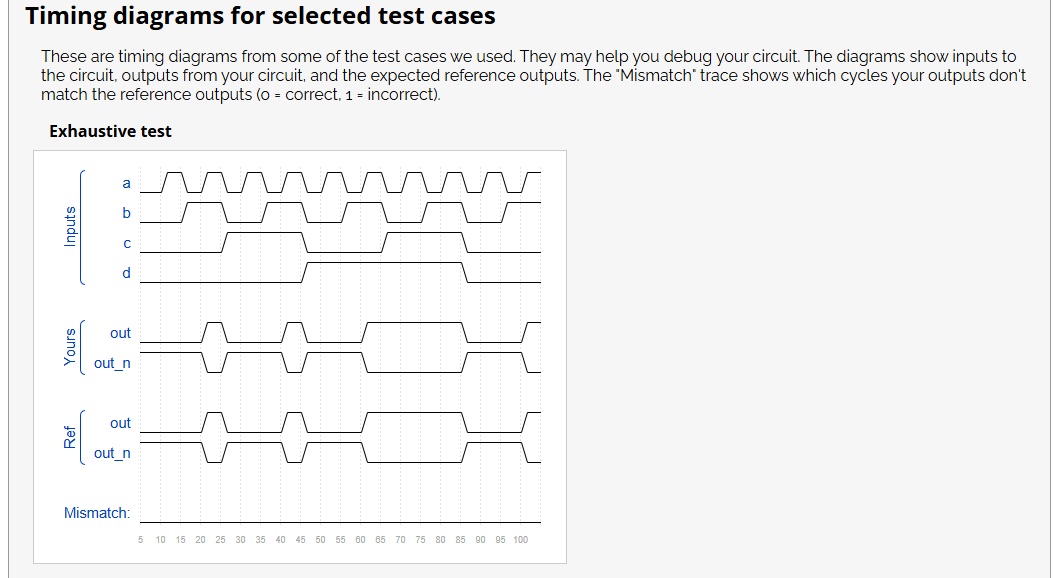 Timing diagrams for selected test cases
These are timing diagrams from some of the test cases we used. They may help you debug your circuit. The diagrams show inputs to
the circuit, outputs from your circuit, and the expected reference outputs. The "Mismatch" trace shows which cycles your outputs don't
match the reference outputs (0 = correct, 1 = incorrect).
Exhaustive test
Inputs
a
b
c
d
Yours
out
out_n
Ref
out
out_n
Mismatch:
5 10 15 20 25 30 35 40 45 50 55 60 65 70 75 80 85 90 95 100